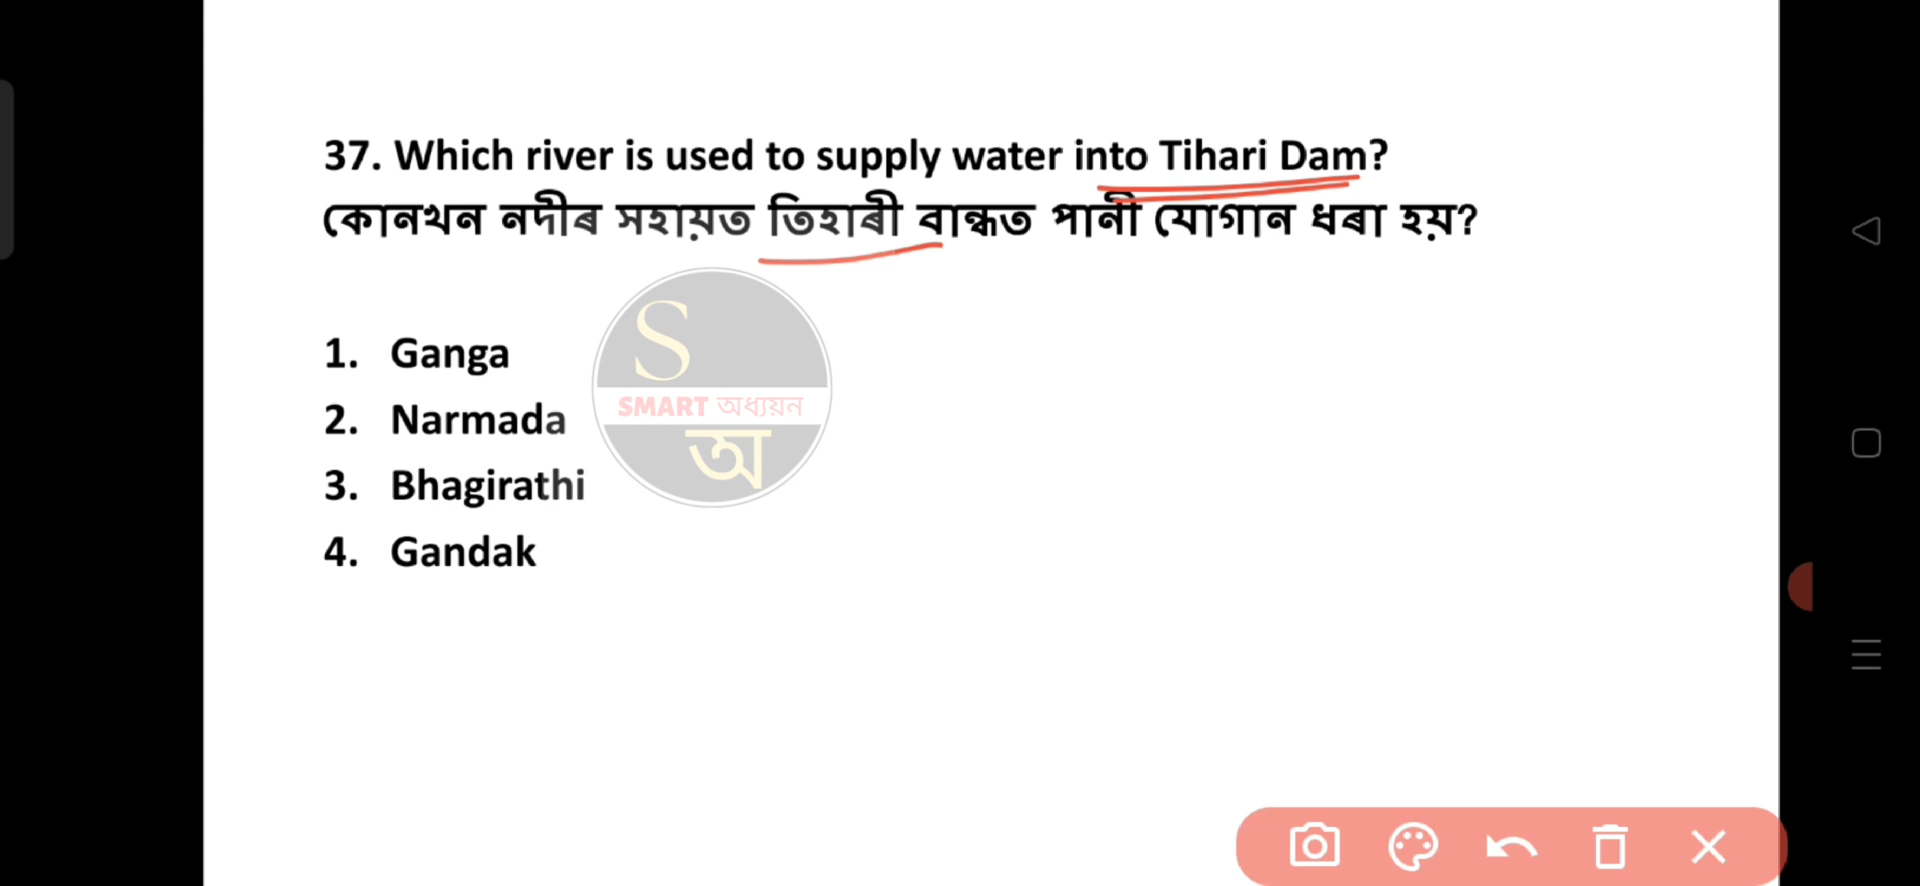 37. Which river is used to supply water into Tihari Dam?
কোনখন নদীৰ সহায়ত তিহাৰী বান্ধত পানী যোগান ধৰা হয়?
1. Ganga
2. Narmada
3. Bhagirathi
4. Gandak
S
SMART অধ্যয়ন
অ